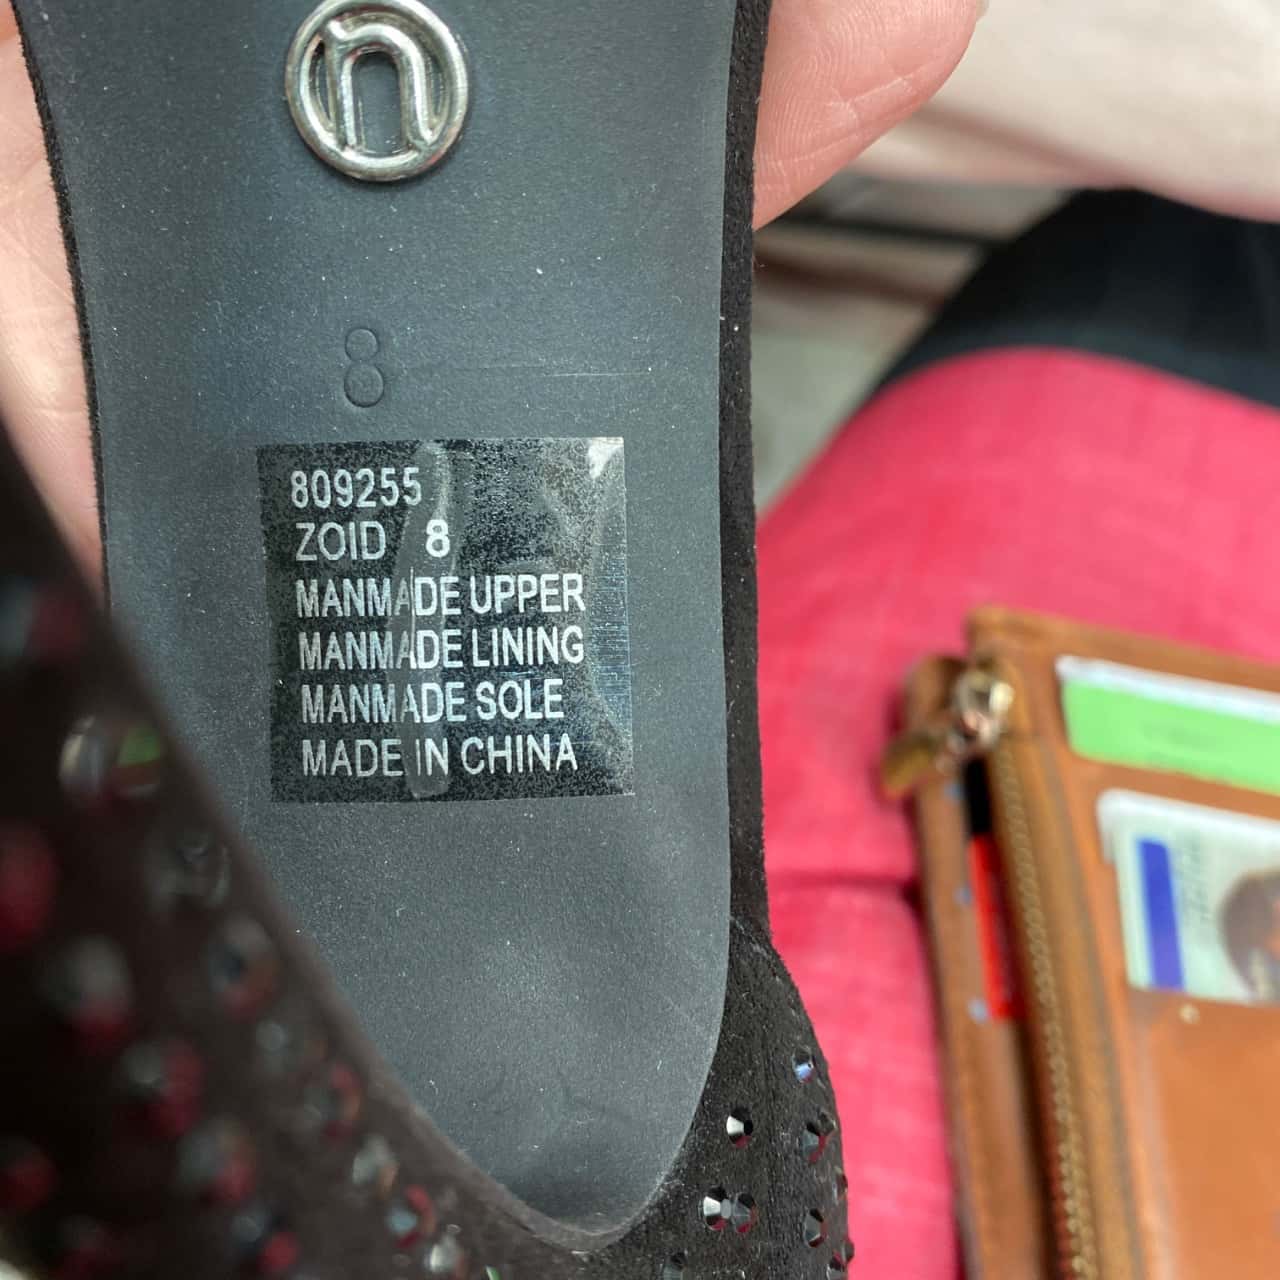 n
8
809255
ZOID 8
MANMADE UPPER
MANMADE LINING
MANMADE SOLE
MADE IN CHINA